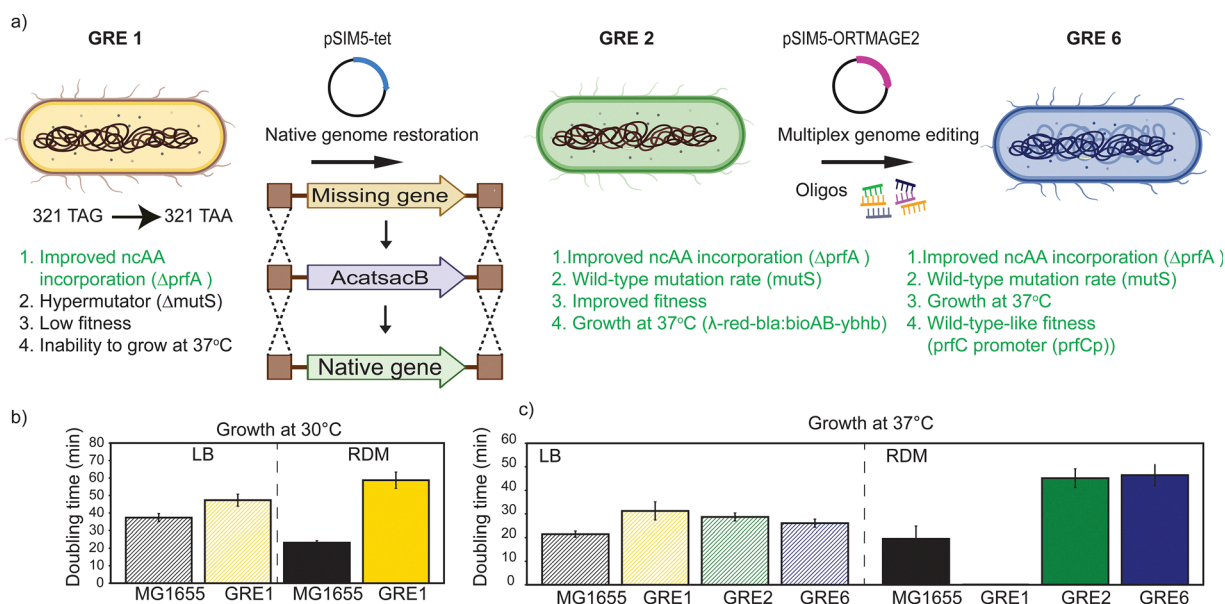 a)
GRE 1
pSIM5-tet
GRE 2
pSIM5-ORTMAGE2
GRE 6
Native genome restoration
Multiplex genome editing
Oligos
Missing gene
321 TAG
321 TAA
AcatsacB
Native gene
1. Improved ncAA
incorporation (ΔprfA )
2. Hypermutator (ΔmutS)
3. Low fitness
4. Inability to grow at 37°C
1.Improved ncAA incorporation (ΔprfA )
2. Wild-type mutation rate (mutS)
3. Improved fitness
4. Growth at 37°C (λ-red-bla:bioAB-ybhb)
1.Improved ncAA incorporation (ΔprfA )
2. Wild-type mutation rate (mutS)
3. Growth at 37°C
4. Wild-type-like fitness
(prfC promoter (prfCp))
b)
Growth at 30°C
LB
RDM
Doubling time (min)
80
70
60
50
40
30
20
10
0
MG1655
GRE1
MG1655
GRE1
c)
Growth at 37°C
LB
RDM
Doubling time (min)
60
50
40
30
20
10
0
MG1655
GRE1
GRE2
GRE6
MG1655
GRE1
GRE2
GRE6